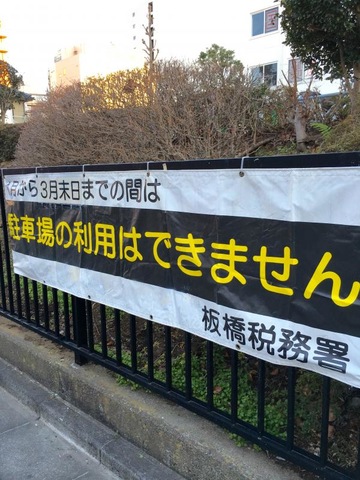 から3月末日までの間は
駐車場の利用はできません
板橋税務署